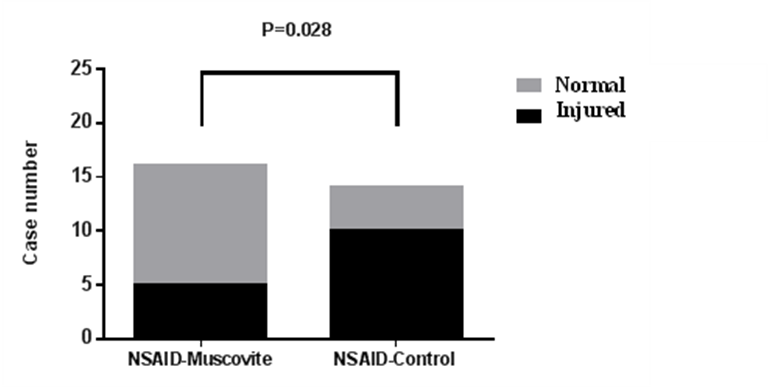 P=0.028
25
20
15
10
5
0
Case number
NSAID-Muscovite
NSAID-Control
Normal
Injured